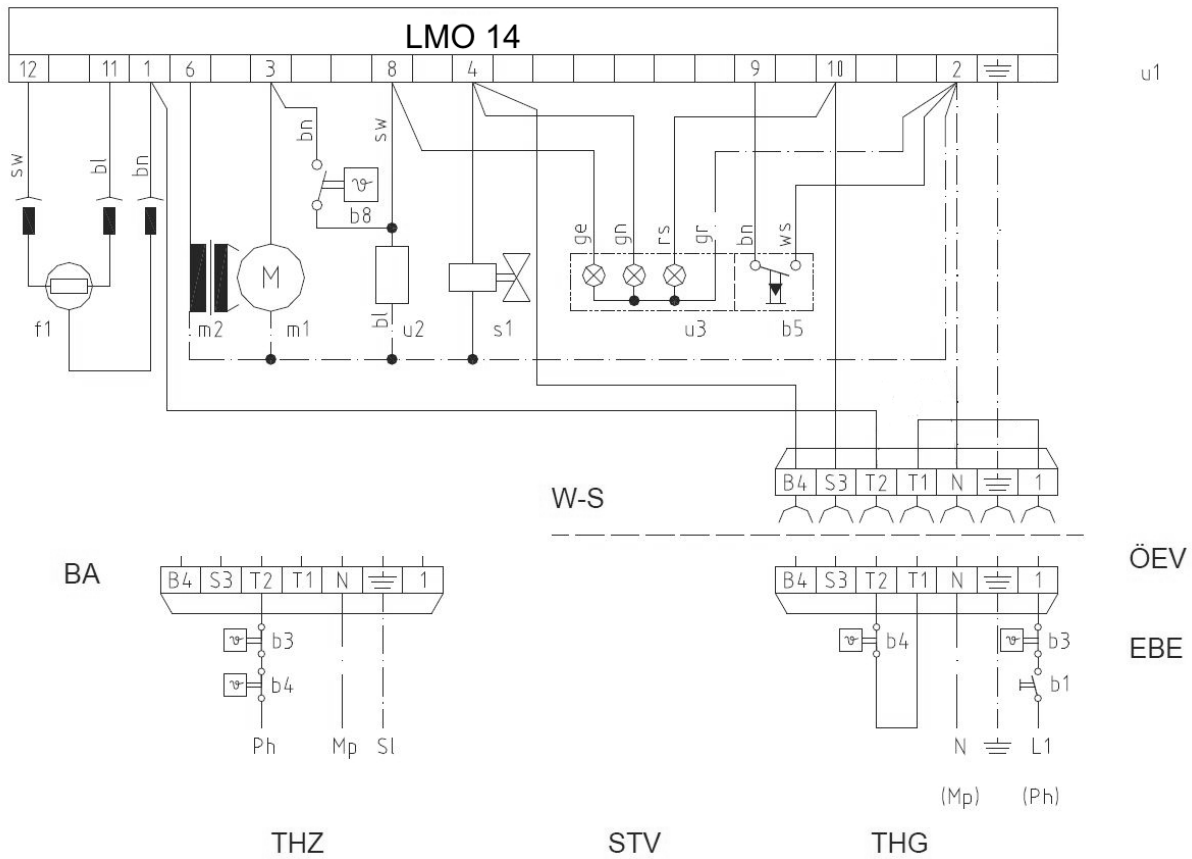 LMO 14
12 11 1 6 3 8 4 9 10 2
u1
sw bl bn bn sw
ϑ
b8
ge gn rs gr bn ws
M
f1 m2 m1 bl u2 s1 u3 b5
B4 S3 T2 T1 N 1
W-S
BA
B4 S3 T2 T1 N 1
B4 S3 T2 T1 N 1
ÖEV
ϑ b3
ϑ b4
ϑ b3
EBE
ϑ b4
b1
Ph Mp Sl
N L1
(Mp) (Ph)
THZ STV THG